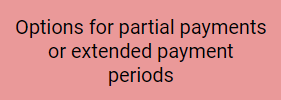 Options for partial payments
or extended payment
periods